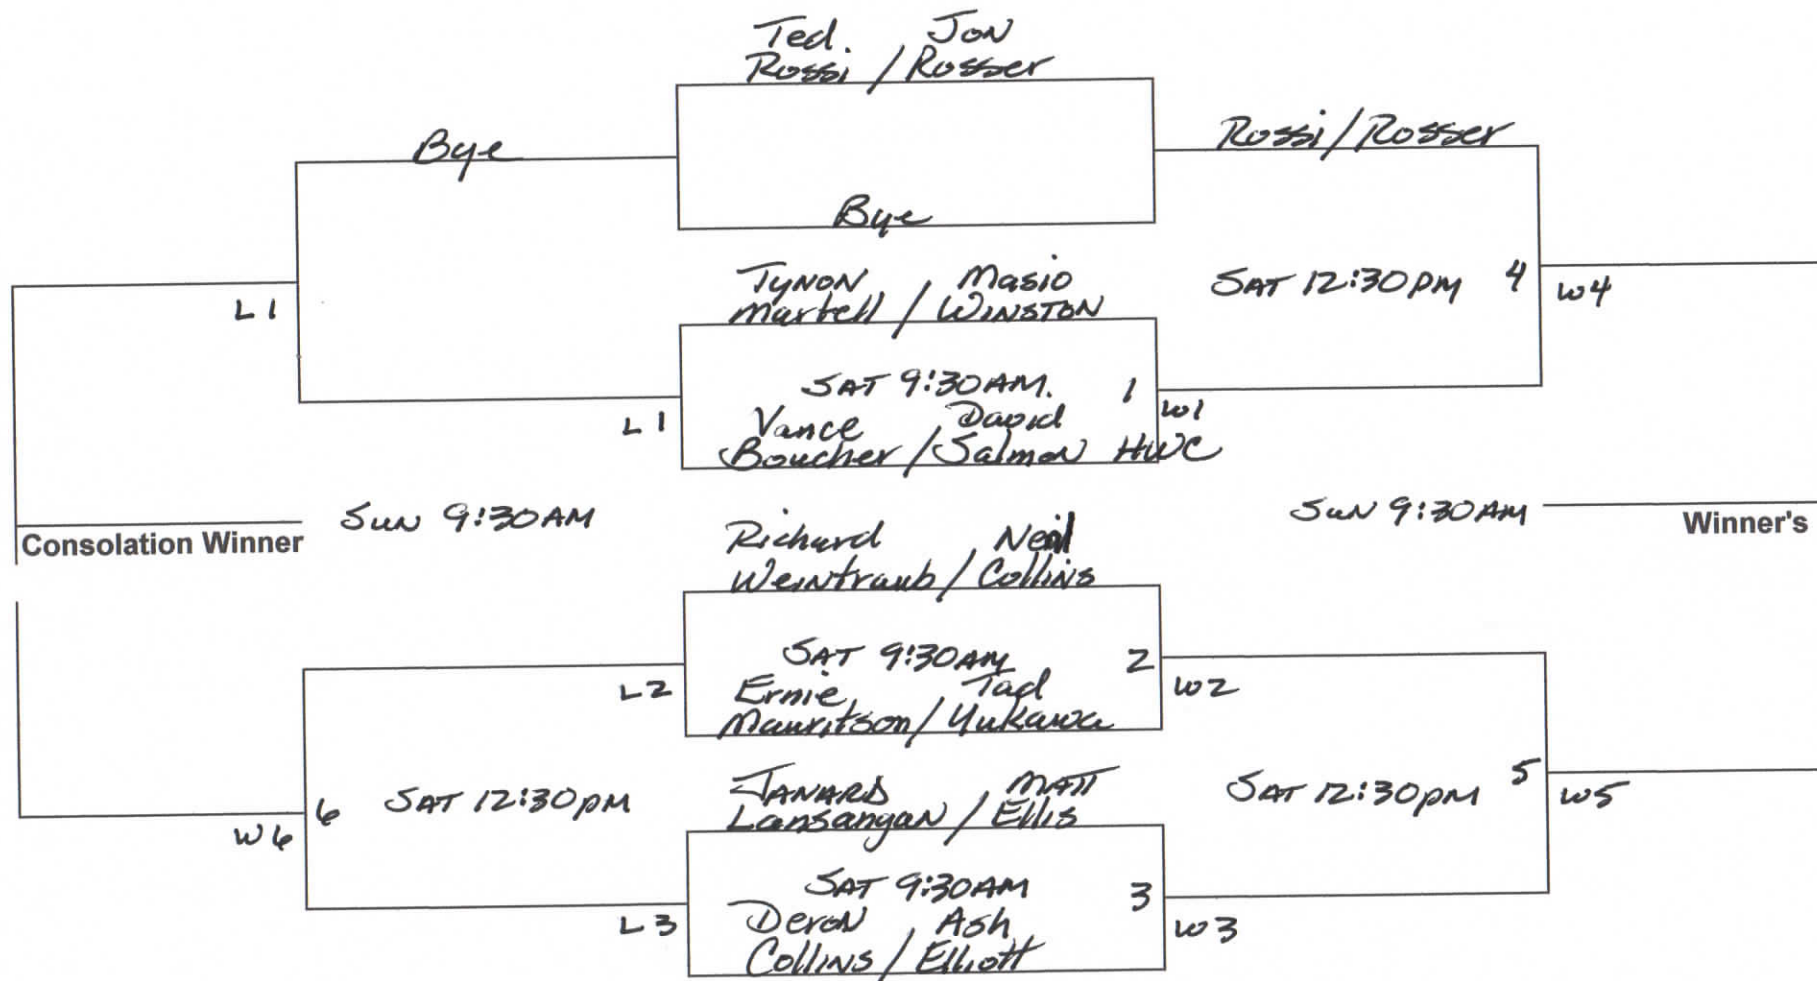 Ted. Jon
Rossi / Rosser
Bye
Rossi/Rosser
Bye
Tynon Masio
Martell / Winston
SAT 12:30PM 4
W4
L1
SAT 9:30AM. 1
W1
L1
Vance David
Boucher / Salmon HWC
Sun 9:30AM
Consolation Winner
Sun 9:30AM
Winner's
Richard Neil
Weintraub / Collins
SAT 9:30AM 2
L2
W2
Ernie Tad
Mauritson / Yukawa
6 SAT 12:30pm
W6
Janard Matt
Lansangan / Ellis
SAT 12:30pm 5
W5
SAT 9:30AM 3
L3
W3
Deron Ash
Collins / Elliott